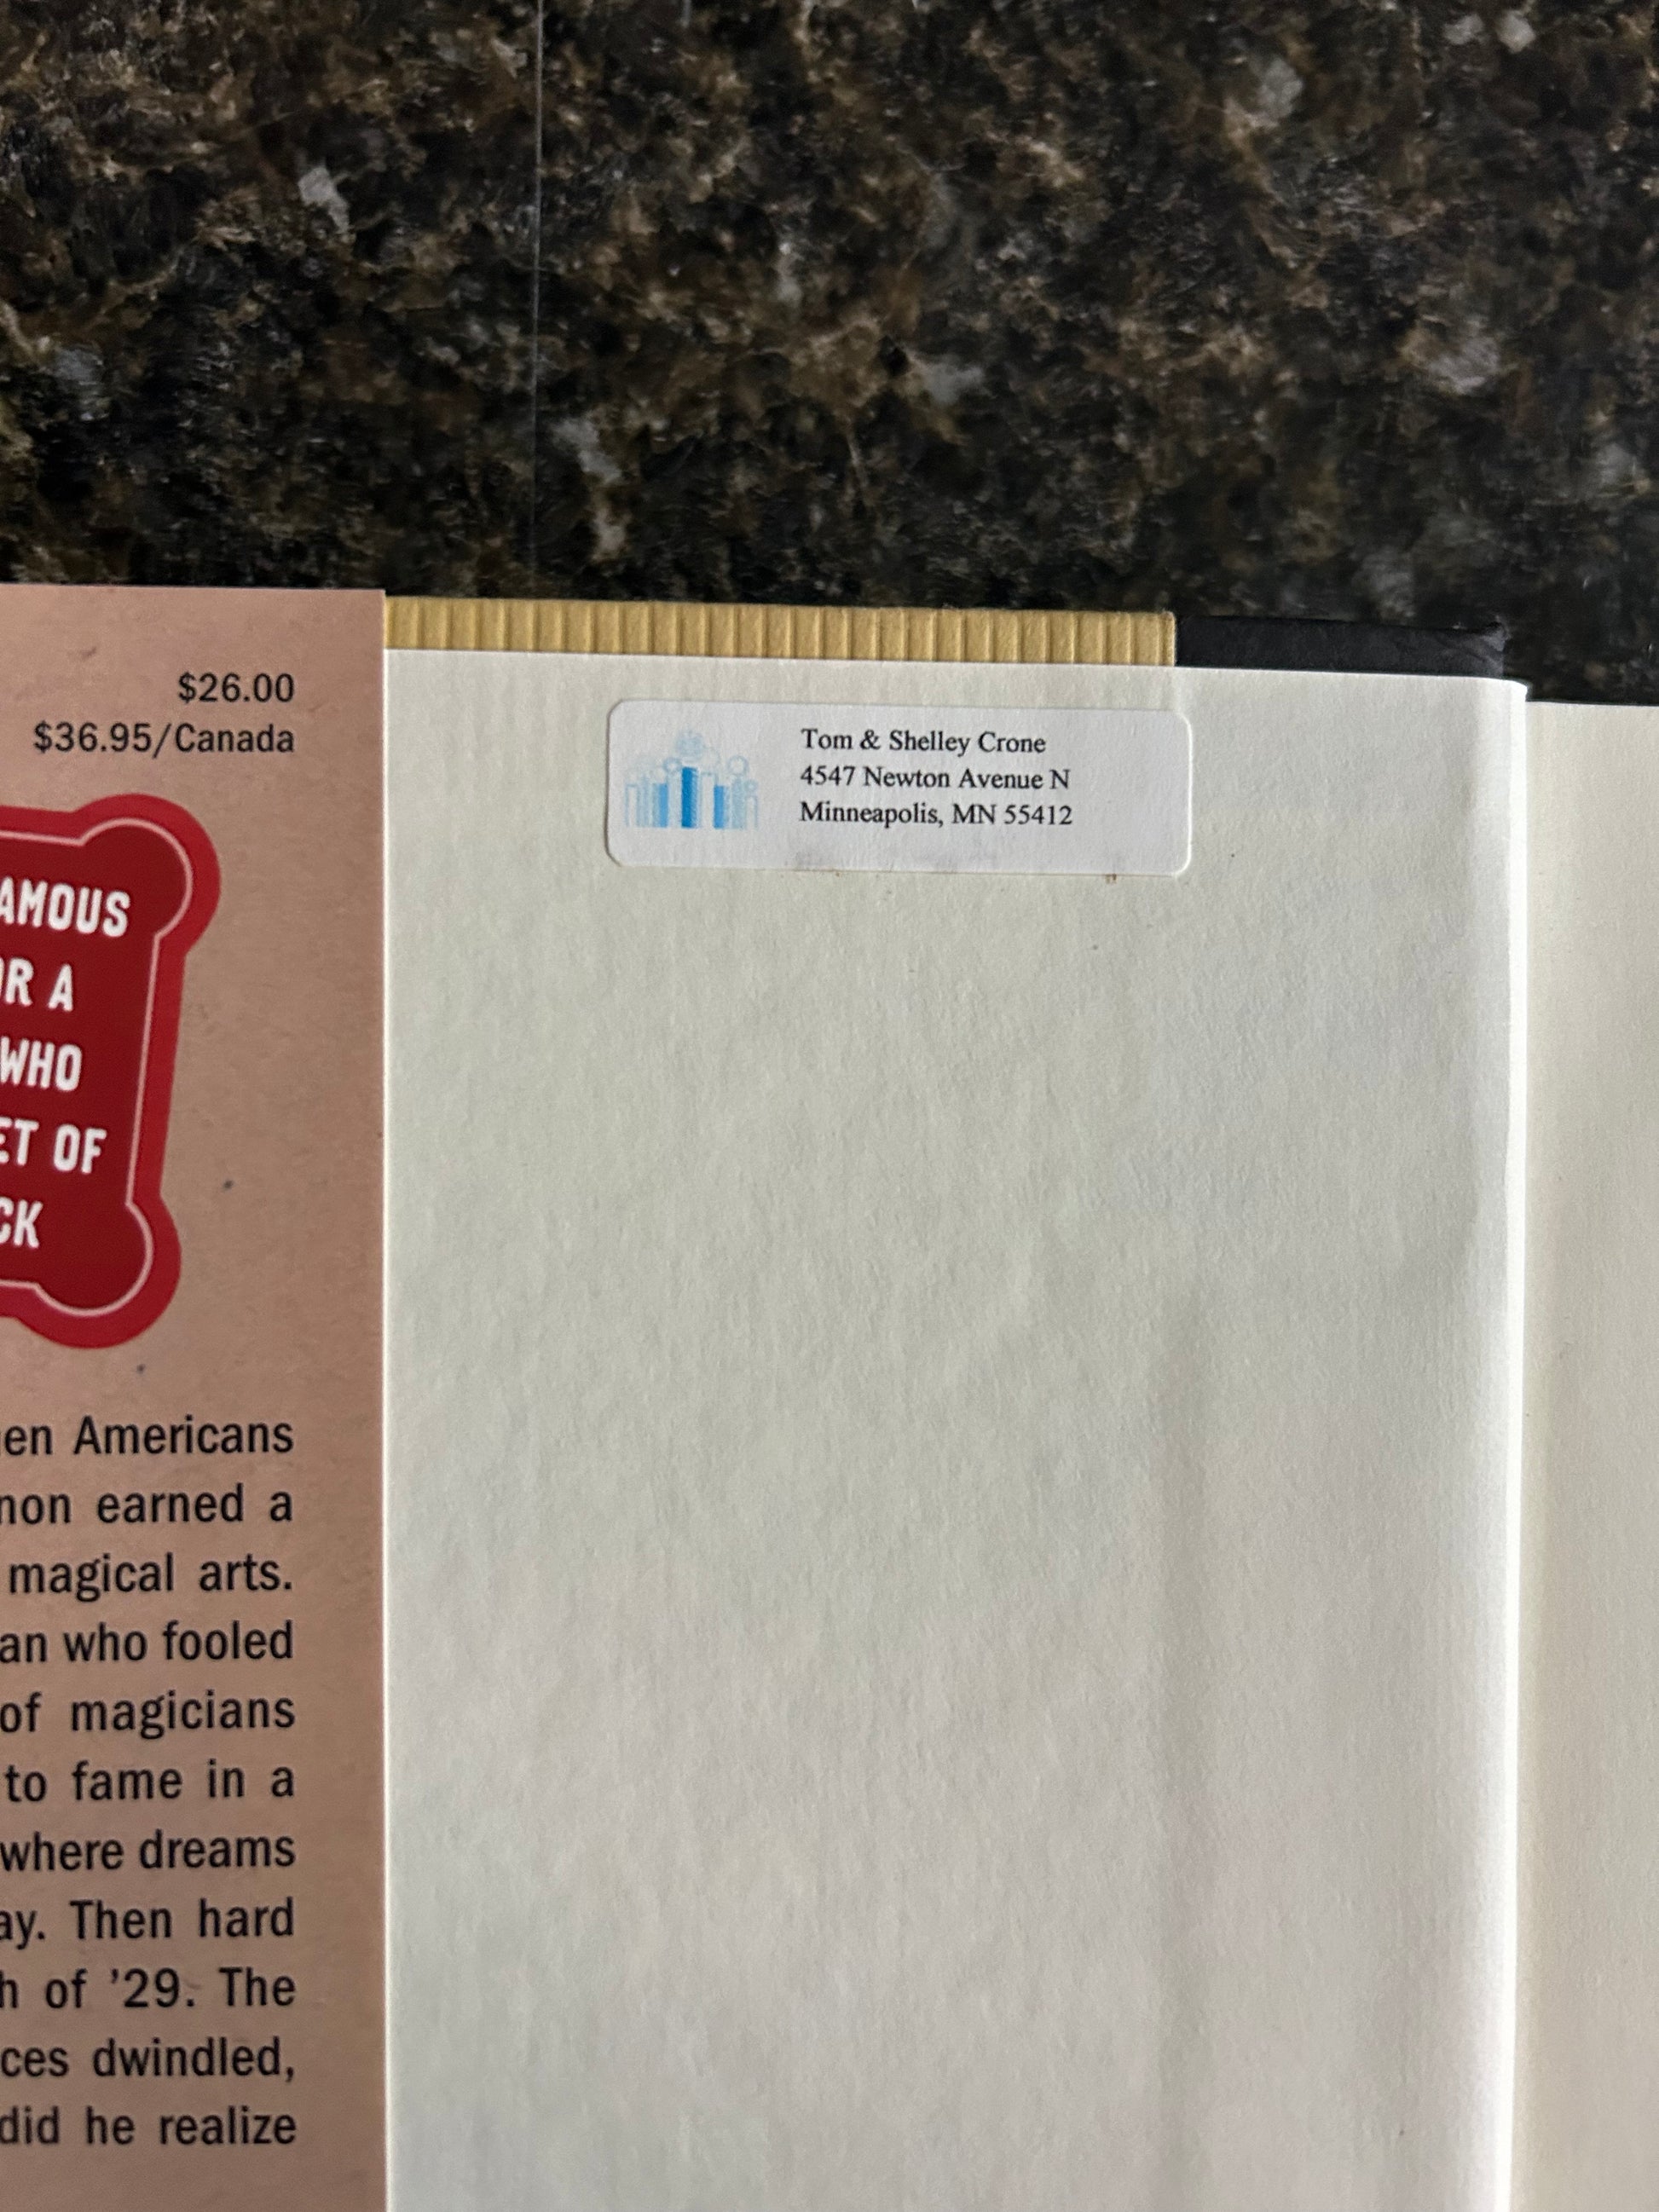 $26.00
$36.95/Canada
AMOUS
OR A
WHO
ET OF
CK
en Americans
non earned a
magical arts.
an who fooled
of magicians
to fame in a
where dreams
ay. Then hard
h of ’29. The
ces dwindled,
did he realize
Tom & Shelley Crone
4547 Newton Avenue N
Minneapolis, MN 55412